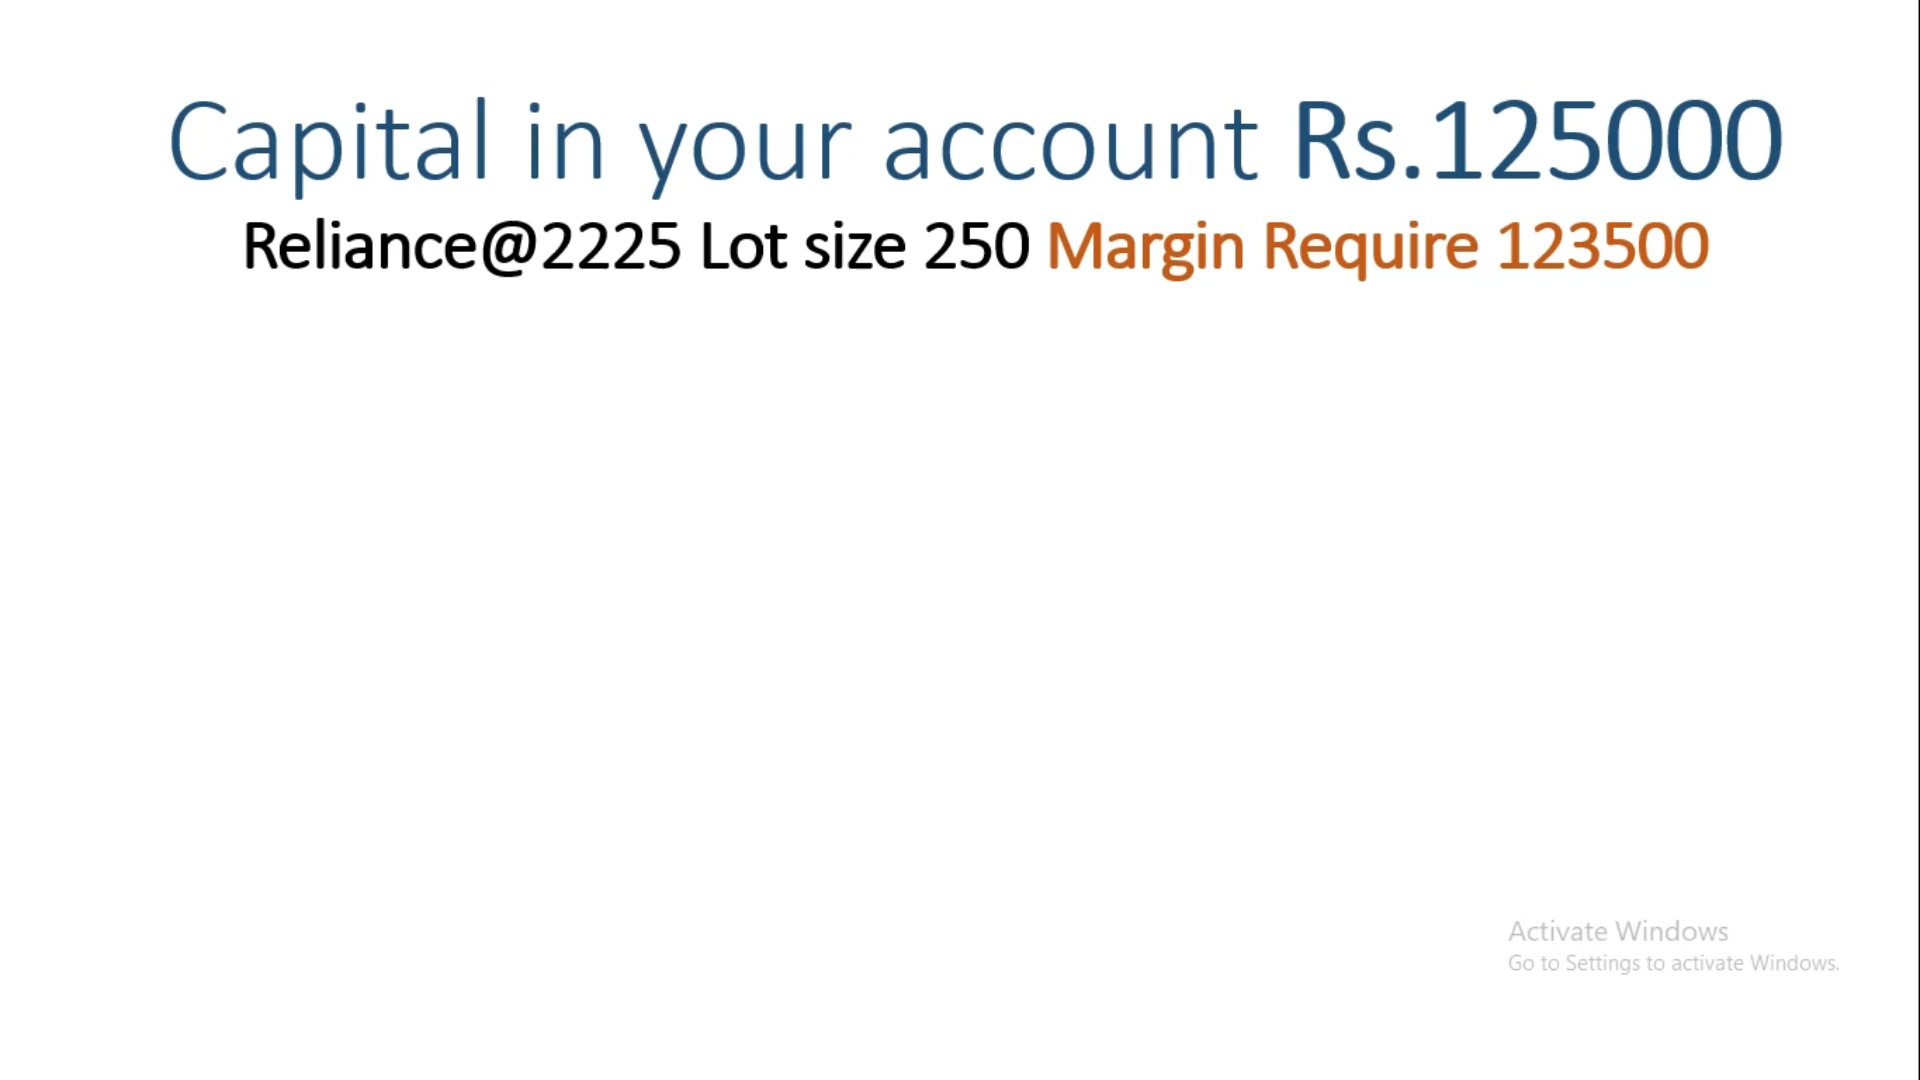 Capital in your account Rs.125000
Reliance@2225 Lot size 250 Margin Require 123500
Activate Windows
Go to Settings to activate Windows.